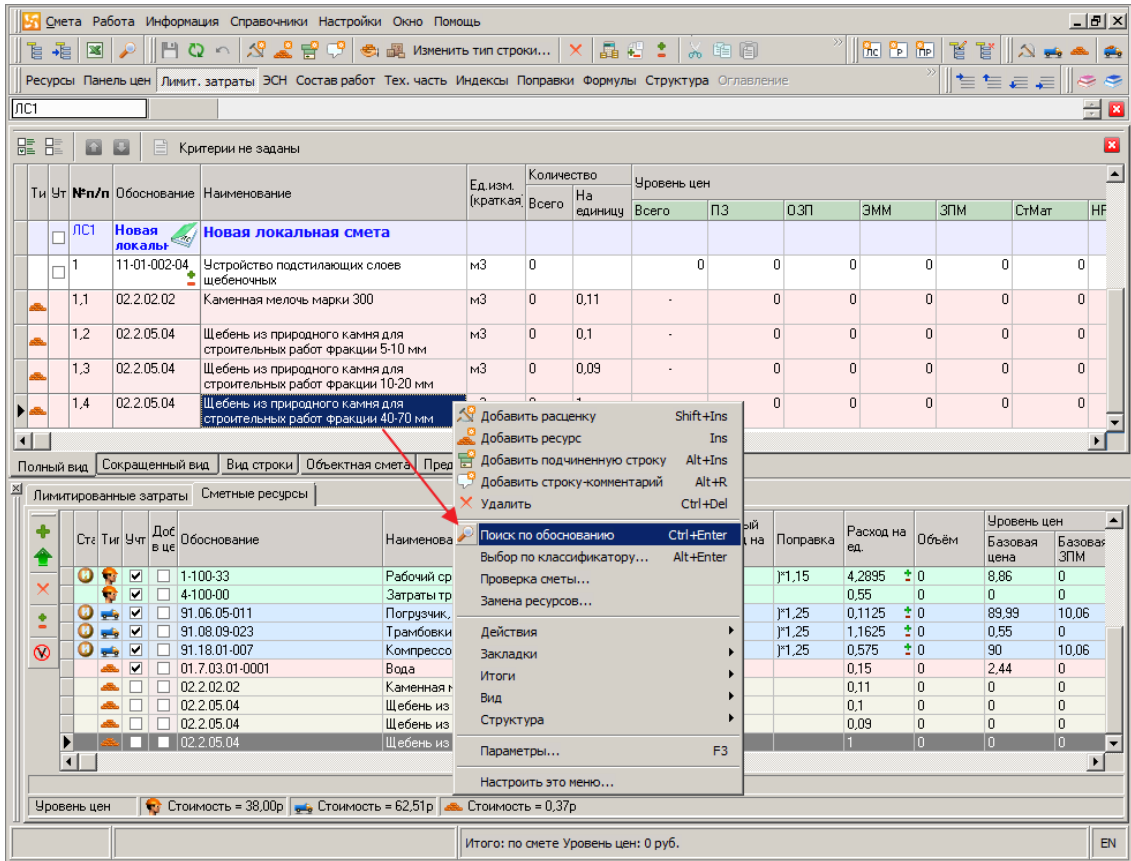 Смета Работа Информация Справочники Настройки Окно Помощь
Изменить тип строки... ПС Р ПР
Ресурсы Панель цен Лимит. затраты ЭСН Состав работ Тех. часть Индексы Поправки Формулы Структура Оглавление
ЛС1
Критерии не заданы
Ти Уч №п/п Обоснование Наименование Ед.изм. (краткая) Количество Уровень цен
Всего На единицу Всего ПЗ ОЗП ЭММ ЗПМ СтМат НР
ЛС1 Новая локальн Новая локальная смета
1 11-01-002-04 Устройство подстилающих слоев щебеночных м3 0 0 0 0 0 0 0
1,1 02.2.02.02 Каменная мелочь марки 300 м3 0 0,11 - 0 0 0 0 0
1,2 02.2.05.04 Щебень из природного камня для строительных работ фракции 5-10 мм м3 0 0,1 - 0 0 0 0 0
1,3 02.2.05.04 Щебень из природного камня для строительных работ фракции 10-20 мм м3 0 0,09 - 0 0 0 0 0
1,4 02.2.05.04 Щебень из природного камня для строительных работ фракции 40-70 мм 0 0 0 0 0
Полный вид Сокращенный вид Вид строки Объектная смета Пред
Добавить расценку Shift+Ins
Добавить ресурс Ins
Добавить подчиненную строку Alt+Ins
Добавить строку-комментарий Alt+R
Удалить Ctrl+Del
Поиск по обоснованию Ctrl+Enter
Выбор по классификатору... Alt+Enter
Проверка сметы...
Замена ресурсов...
Действия
Закладки
Итоги
Вид
Структура
Параметры... F3
Настроить это меню...
Лимитированные затраты Сметные ресурсы
Ста Тип Учт Доб в це Обоснование Наименова ый на Поправка Расход на ед. Объём Уровень цен
Базовая цена Базовая ЗПМ
1-100-33 Рабочий ср )*1,15 4,2895 0 8,86 0
4-100-00 Затраты тр 0,55 0 0 0
91.06.05-011 Погрузчик, )*1,25 0,1125 0 89,99 10,06
91.08.09-023 Трамбовки )*1,25 1,1625 0 0,55 0
91.18.01-007 Компрессо )*1,25 0,575 0 90 10,06
01.7.03.01-0001 Вода 0,15 0 2,44 0
02.2.02.02 Каменная м 0,11 0 0 0
02.2.05.04 Щебень из 0,1 0 0 0
02.2.05.04 Щебень из 0,09 0 0 0
02.2.05.04 Щебень из 1 0 0 0
Уровень цен Стоимость = 38,00р Стоимость = 62,51р Стоимость = 0,37р
Итого: по смете Уровень цен: 0 руб. EN